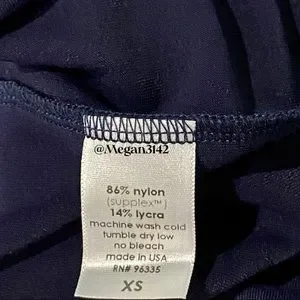 @Megan3142
86% nylon
(supplex™)
14% lycra
machine wash cold
tumble dry low
no bleach
made in USA
RN# 96335
XS